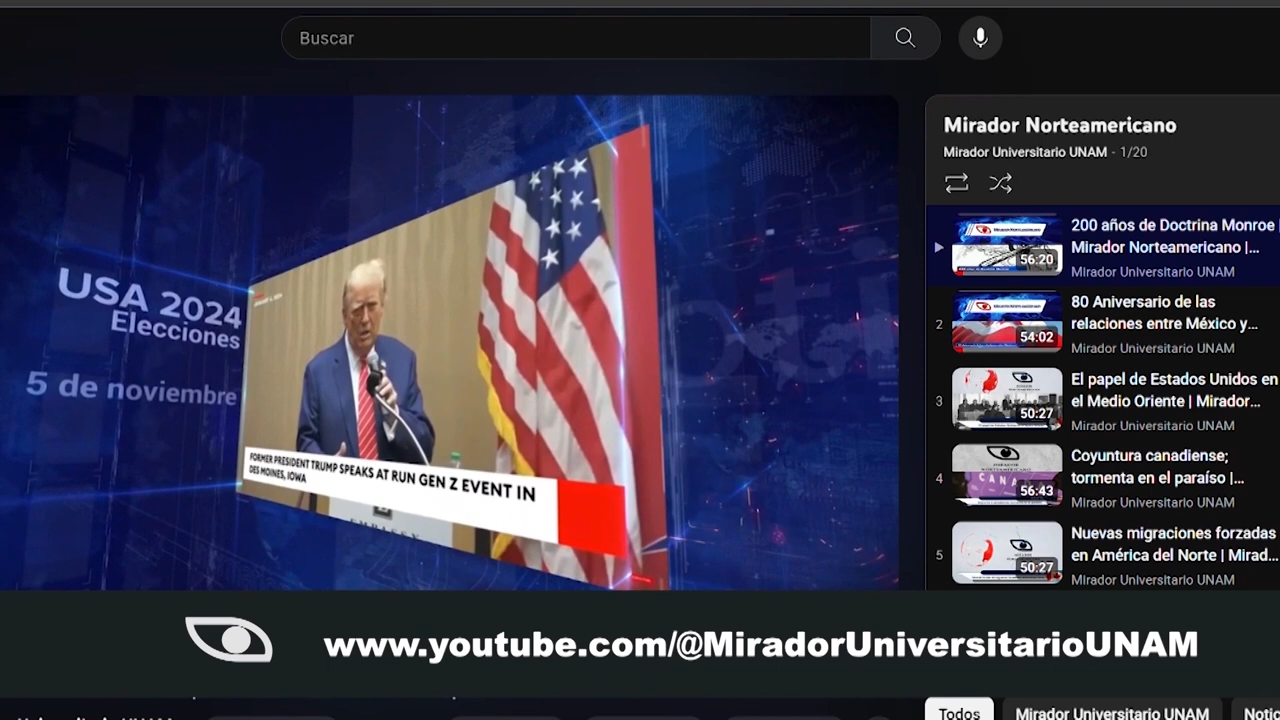 Buscar
USA 2024
Elecciones
5 de noviembre
FORMER PRESIDENT TRUMP SPEAKS AT RUN GEN Z EVENT IN
DES MOINES, IOWA
Mirador Norteamericano
Mirador Universitario UNAM - 1/20
200 años de Doctrina Monroe |
Mirador Norteamericano |...
56:20
Mirador Universitario UNAM
2
80 Aniversario de las
relaciones entre México y...
54:02
Mirador Universitario UNAM
3
El papel de Estados Unidos en
el Medio Oriente | Mirador...
50:27
Mirador Universitario UNAM
4
Coyuntura canadiense;
tormenta en el paraíso |...
56:43
Mirador Universitario UNAM
5
Nuevas migraciones forzadas
en América del Norte | Mirad...
50:27
Mirador Universitario UNAM
www.youtube.com/@MiradorUniversitarioUNAM
Todos
Mirador Universitario UNAM